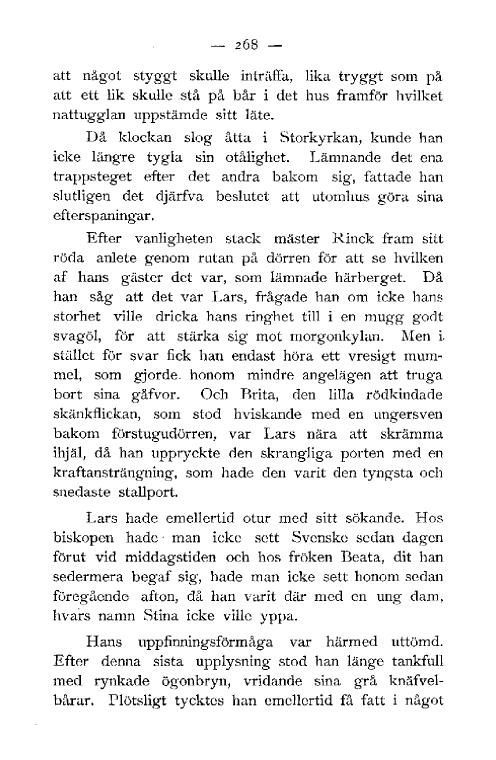 — 268 —
att något styggt skulle inträffa, lika tryggt som på
att ett lik skulle stå på bår i det hus framför hvilket
nattugglan uppstämde sitt läte.
Då klockan slog åtta i Storkyrkan, kunde han
icke längre tygla sin otålighet. Lämnande det ena
trappsteget efter det andra bakom sig, fattade han
slutligen det djärfva beslutet att utomhus göra sina
efterspaningar.
Efter vanligheten stack mäster Rinck fram sitt
röda anlete genom rutan på dörren för att se hvilken
af hans gäster det var, som lämnade härberget. Då
han såg att det var Lars, frågade han om icke hans
storhet ville dricka hans ringhet till i en mugg godt
svagöl, för att stärka sig mot morgonkylan. Men i
stället för svar fick han endast höra ett vresigt mum-
mel, som gjorde honom mindre angelägen att truga
bort sina gåfvor. Och Brita, den lilla rödkindade
skänkflickan, som stod hviskande med en ungersven
bakom förstugudörren, var Lars nära att skrämma
ihjäl, då han uppryckte den skrangliga porten med en
kraftansträngning, som hade den varit den tyngsta och
snedaste stallport.
Lars hade emellertid otur med sitt sökande. Hos
biskopen hade man icke sett Svenske sedan dagen
förut vid middagstiden och hos fröken Beata, dit han
sedermera begaf sig, hade man icke sett honom sedan
föregående afton, då han varit där med en ung dam,
hvars namn Stina icke ville yppa.
Hans uppfinningsförmåga var härmed uttömd.
Efter denna sista upplysning stod han länge tankfull
med rynkade ögonbryn, vridande sina grå knäfvel-
bårar. Plötsligt tycktes han emellertid få fatt i något